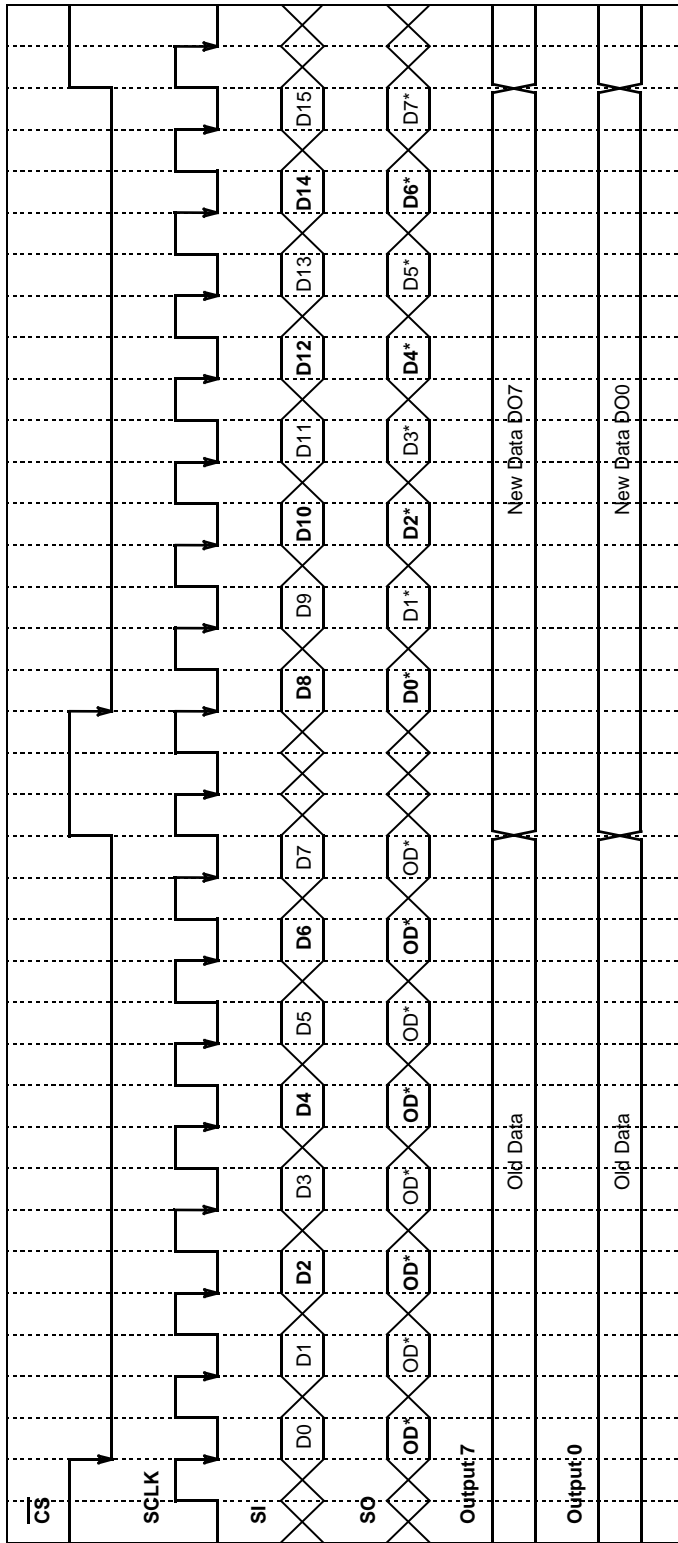 CS
SCLK
SI
D0 D1 D2 D3 D4 D5 D6 D7 D8 D9 D10 D11 D12 D13 D14 D15
SO
OD* OD* OD* OD* OD* OD* OD* OD* D0* D1* D2* D3* D4* D5* D6* D7*
Output 7
Old Data New Data DO7
Output 0
Old Data New Data DO0